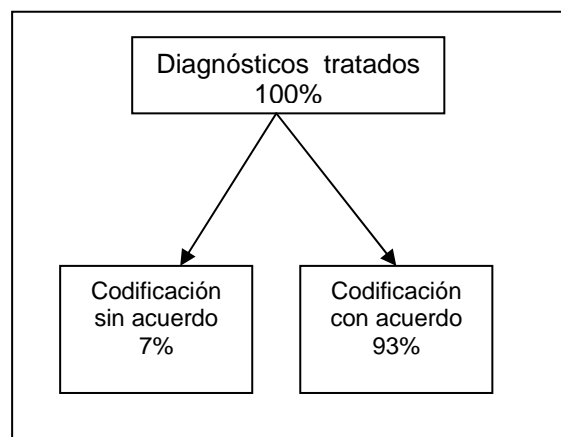 Diagnósticos tratados
100%
Codificación
sin acuerdo
7%
Codificación
con acuerdo
93%